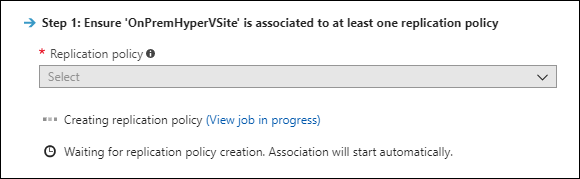 Step 1: Ensure 'OnPremHyperVSite' is associated to at least one replication policy
* Replication policy
Select
Creating replication policy (View job in progress)
Waiting for replication policy creation. Association will start automatically.